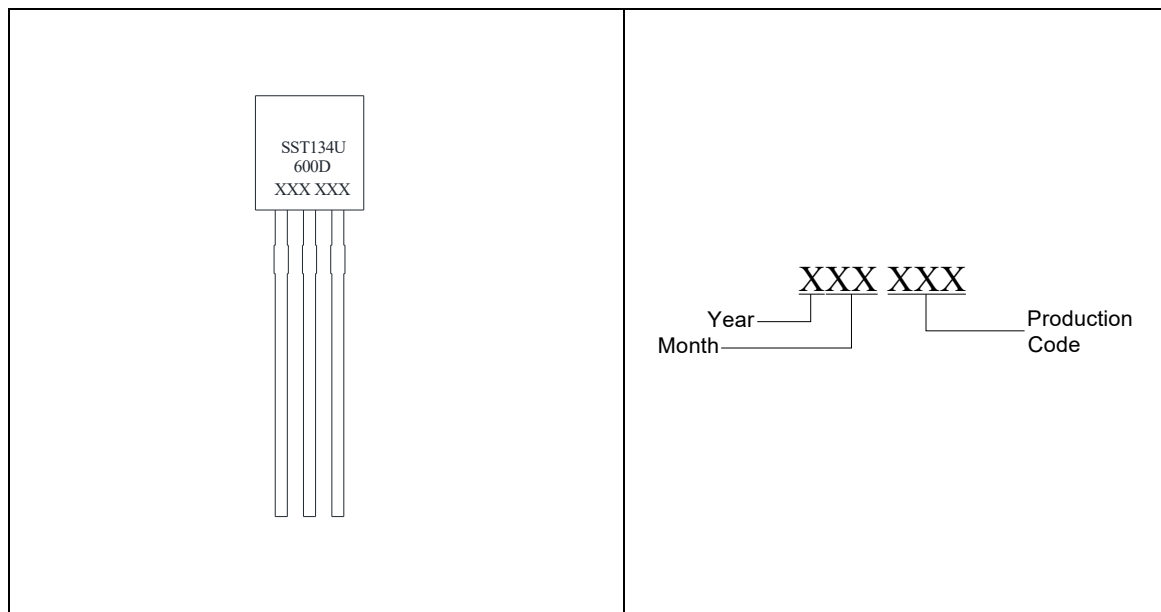 SST134U
600D
XXX XXX
XXX XXX
Year
Month
Production
Code